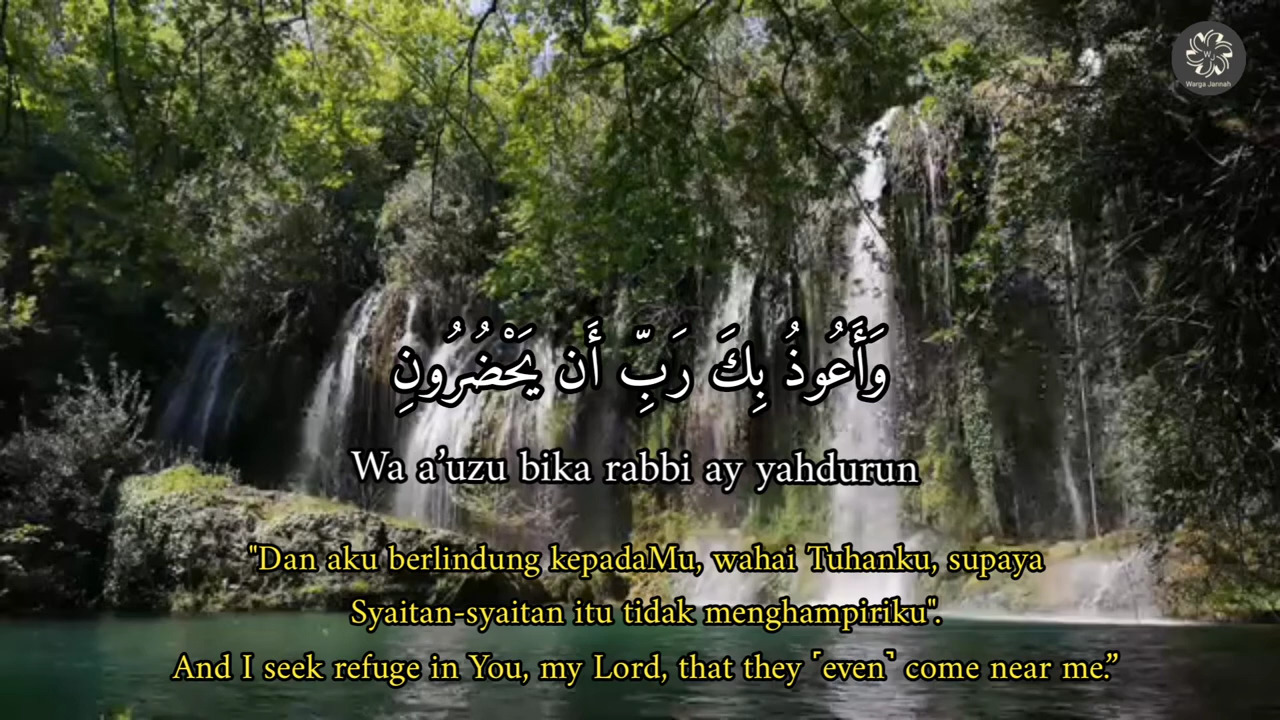 وَأَعُوذُ بِكَ رَبِّ أَن يَحْضُرُونِ
Wa a’uzu bika rabbi ay yahdurun
"Dan aku berlindung kepadaMu, wahai Tuhanku, supaya
Syaitan-syaitan itu tidak menghampiriku".
And I seek refuge in You, my Lord, that they ˹even˺ come near me.”
WJ
Warga Jannah